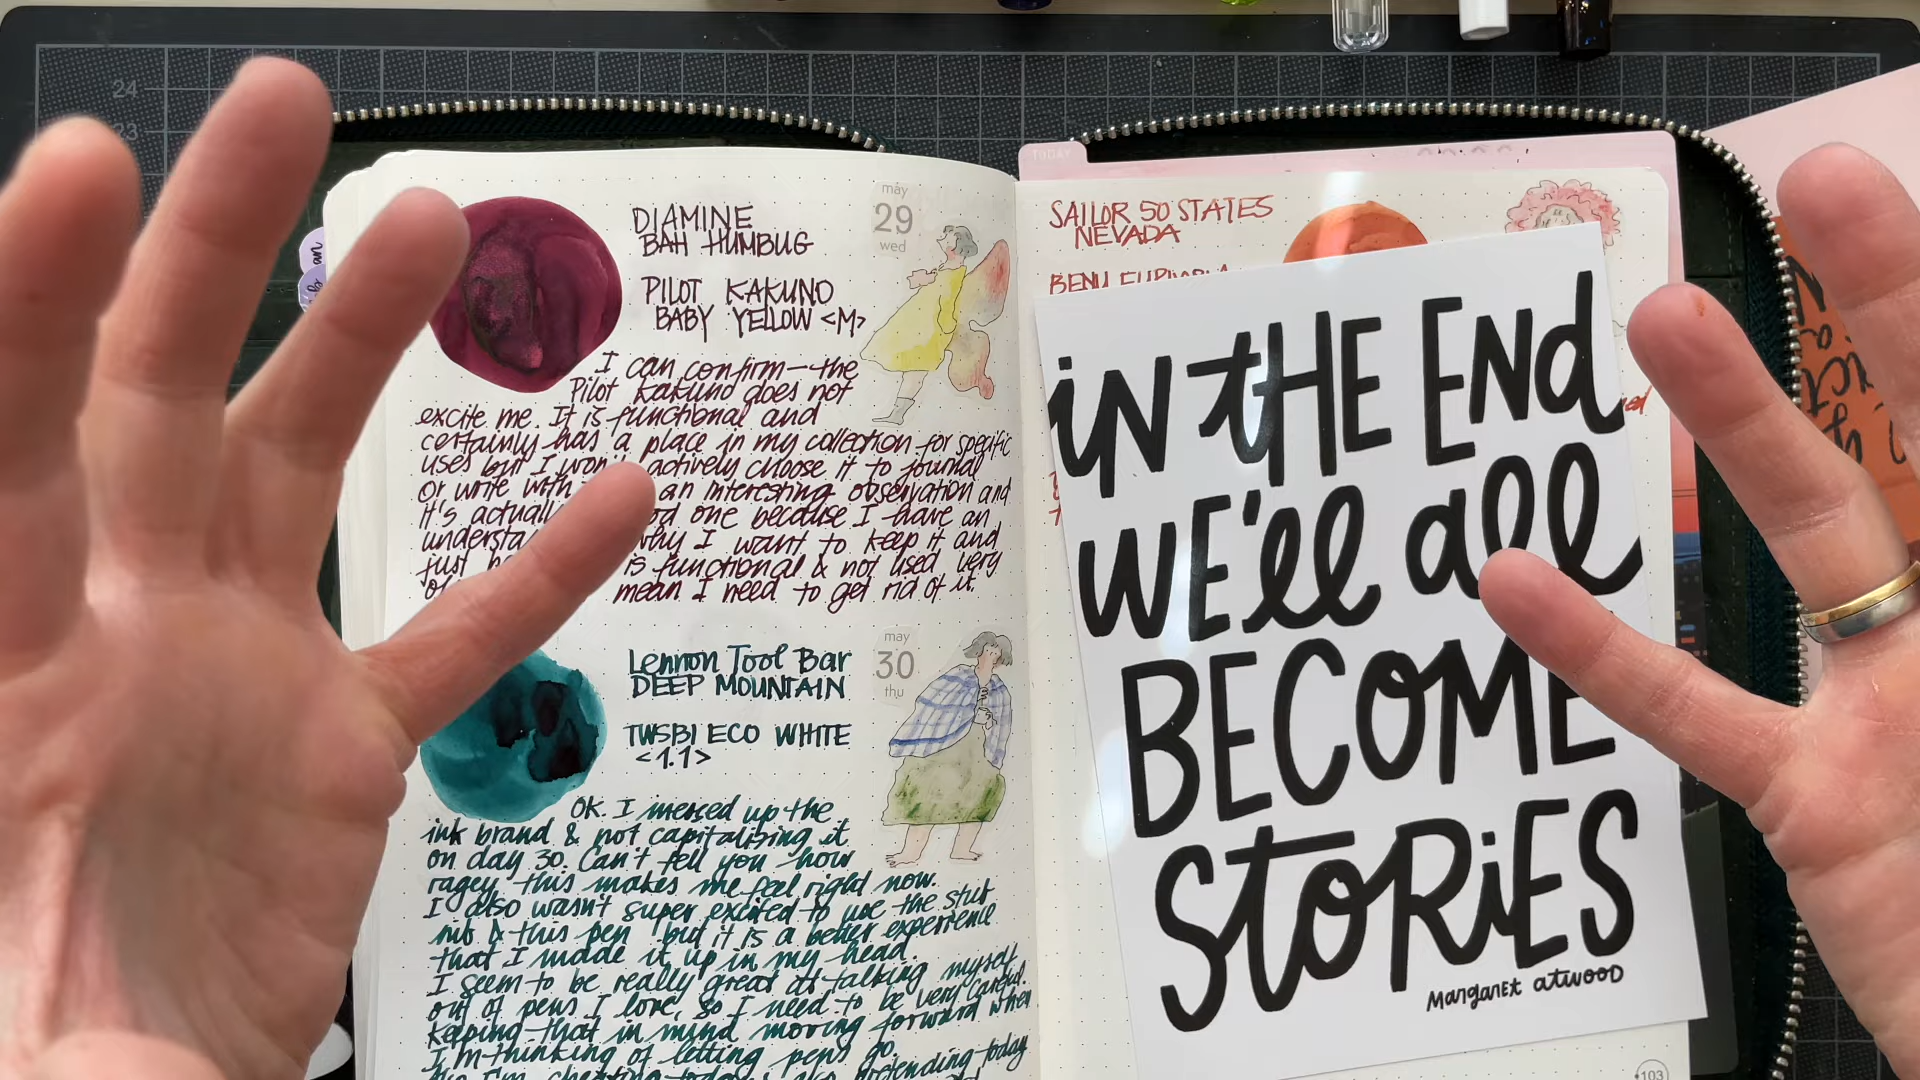 24
23
an
may
29
wed
DIAMINE
BAH HUMBUG
PILOT KAKUNO
BABY YELLOW <M>
I can confirm—the
Pilot Kakuno does not
excite me. It is functional and
certainly has a place in my collection for specific
uses but I won't actively choose it to journal
or write with an interesting observation and
it's actually one because I have an
why I want to keep it and
just is functional & not used very
mean I need to get rid of it.
may
30
thu
Lennon Tool Bar
DEEP MOUNTAIN
TWSBI ECO WHITE
<1.1>
OK. I messed up the
ink brand & not capitalizing it
on day 30. Can't tell you how
ragey this makes me feel right now.
I also wasn't super excited to use the stub
nib & this pen but it is a better experience
that I made it up in my head.
I seem to be really great at talking myself
out of pens I love, so I need to be very careful
keeping that in mind moving forward when
I'm thinking of letting pens go.
TODAY
SAILOR 50 STATES
NEVADA
BENU EUPHORIA
iN tHE ENd
WE'll all
BECOME
StoRiES
MargaRet atwooD
103